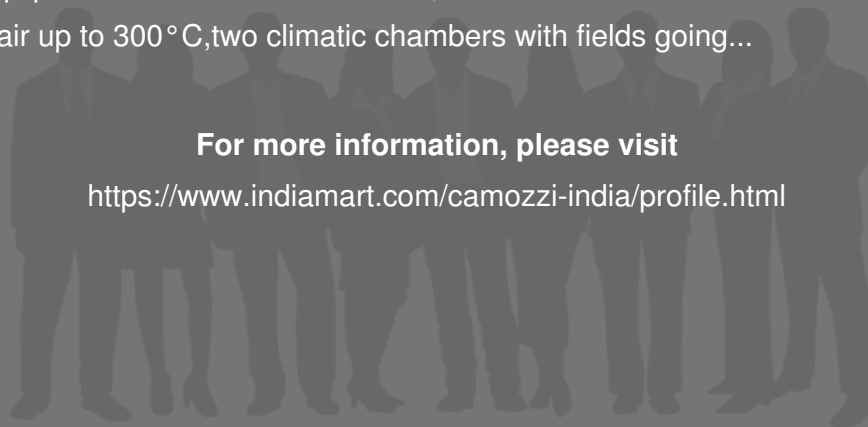 air up to 300°C,two climatic chambers with fields going...
For more information, please visit
https://www.indiamart.com/camozzi-india/profile.html